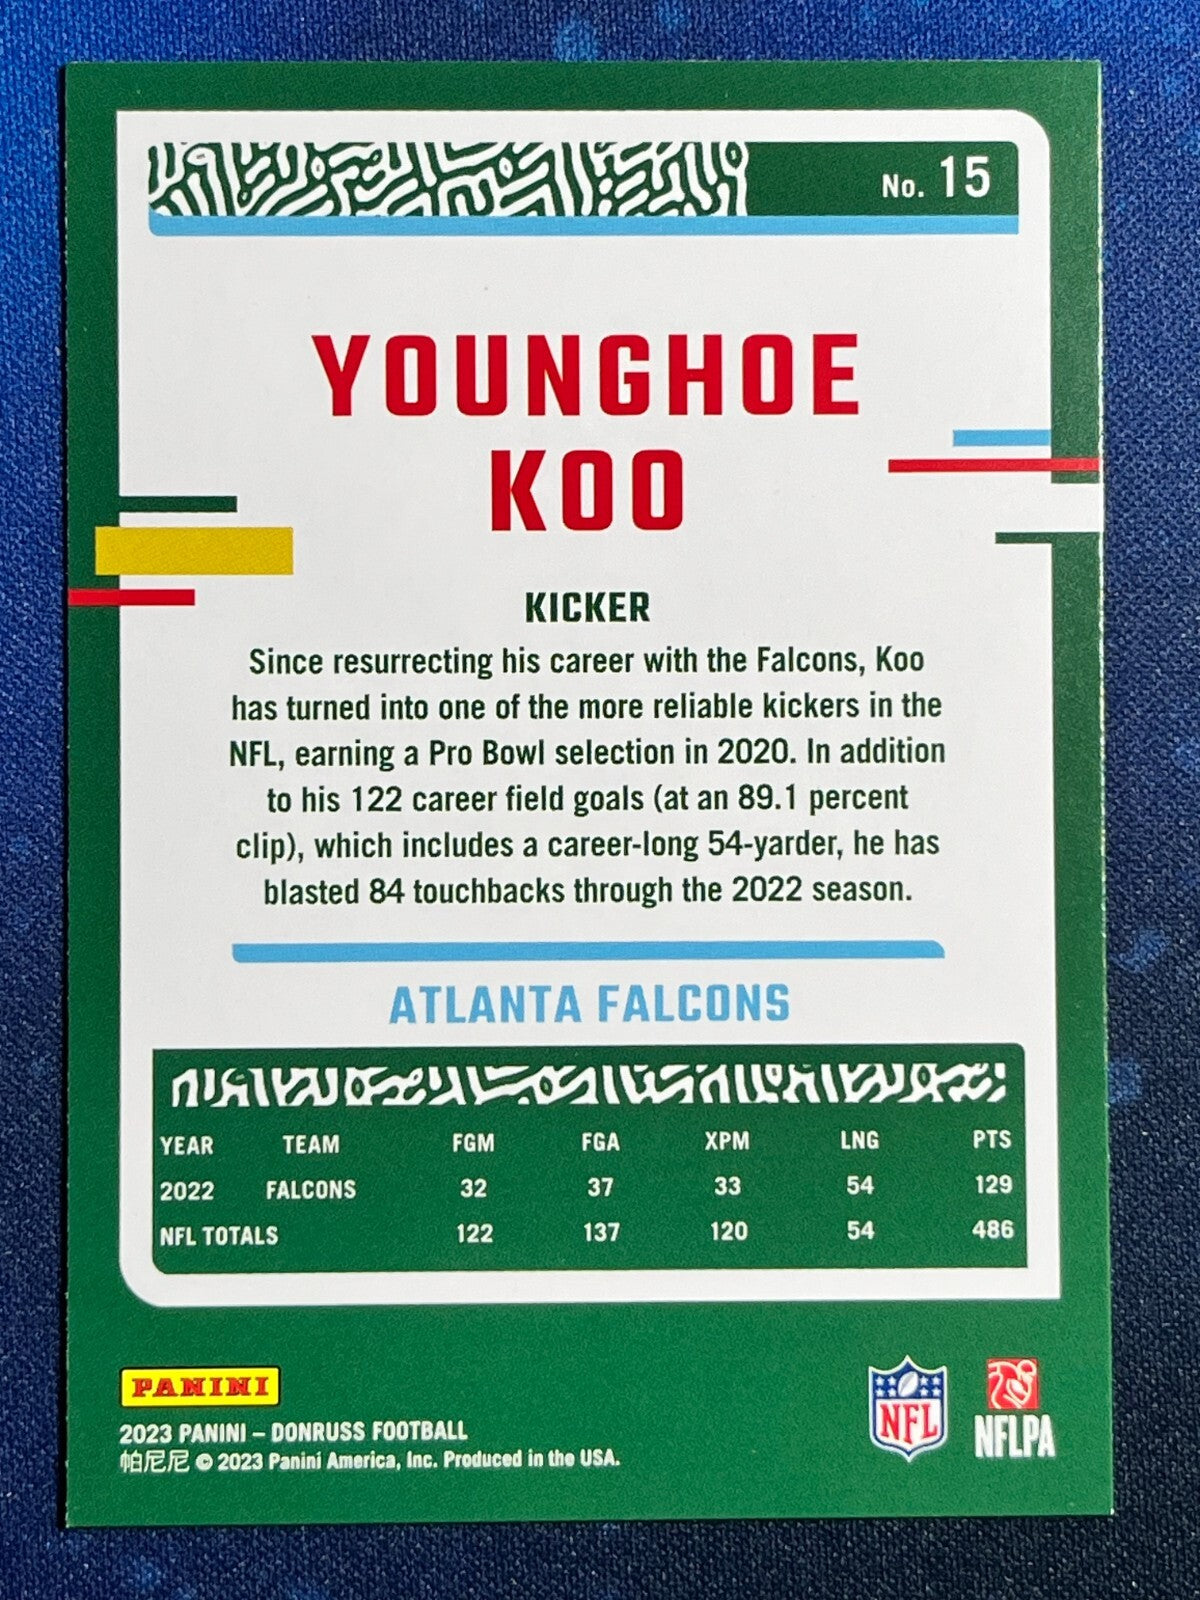 No. 15
YOUNGHOE
KOO
KICKER
Since resurrecting his career with the Falcons, Koo
has turned into one of the more reliable kickers in the
NFL, earning a Pro Bowl selection in 2020. In addition
to his 122 career field goals (at an 89.1 percent
clip), which includes a career-long 54-yarder, he has
blasted 84 touchbacks through the 2022 season.
ATLANTA FALCONS
YEAR TEAM FGM FGA XPM LNG PTS
2022 FALCONS 32 37 33 54 129
NFL TOTALS 122 137 120 54 486
PANINI
2023 PANINI – DONRUSS FOOTBALL
帕尼尼 © 2023 Panini America, Inc. Produced in the USA.
NFL
NFLPA